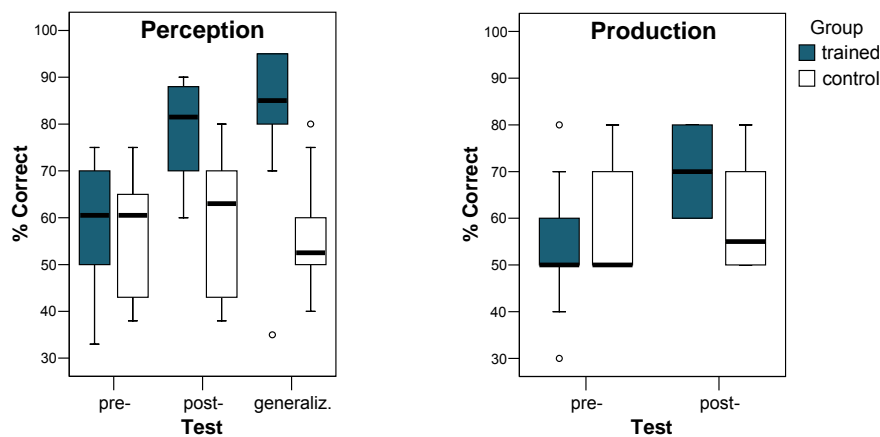 Perception
% Correct
100
90
80
70
60
50
40
30
pre-
post-
generaliz.
Test
Production
% Correct
100
90
80
70
60
50
40
30
pre-
post-
Test
Group
trained
control